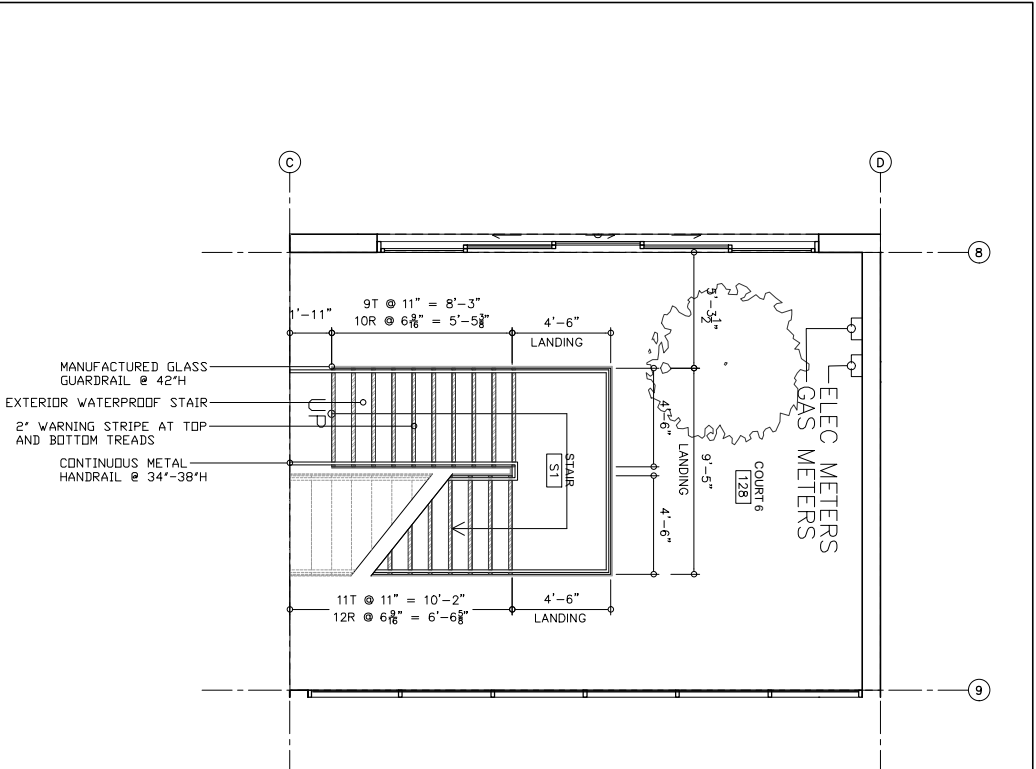 C
D
8
9T @ 11" = 8'-3"
1'-11"
10R @ 6 9/16" = 5'-5 3/8"
4'-6"
LANDING
5'-3 1/2"
MANUFACTURED GLASS
GUARDRAIL @ 42"H
EXTERIOR WATERPROOF STAIR
2" WARNING STRIPE AT TOP
AND BOTTOM TREADS
CONTINUOUS METAL
HANDRAIL @ 34"-38"H
UP
STAIR
S1
4'-6"
LANDING
9'-5"
4'-6"
COURT 6
128
ELEC METERS
GAS METERS
11T @ 11" = 10'-2"
12R @ 6 9/16" = 6'-6 5/8"
4'-6"
LANDING
9